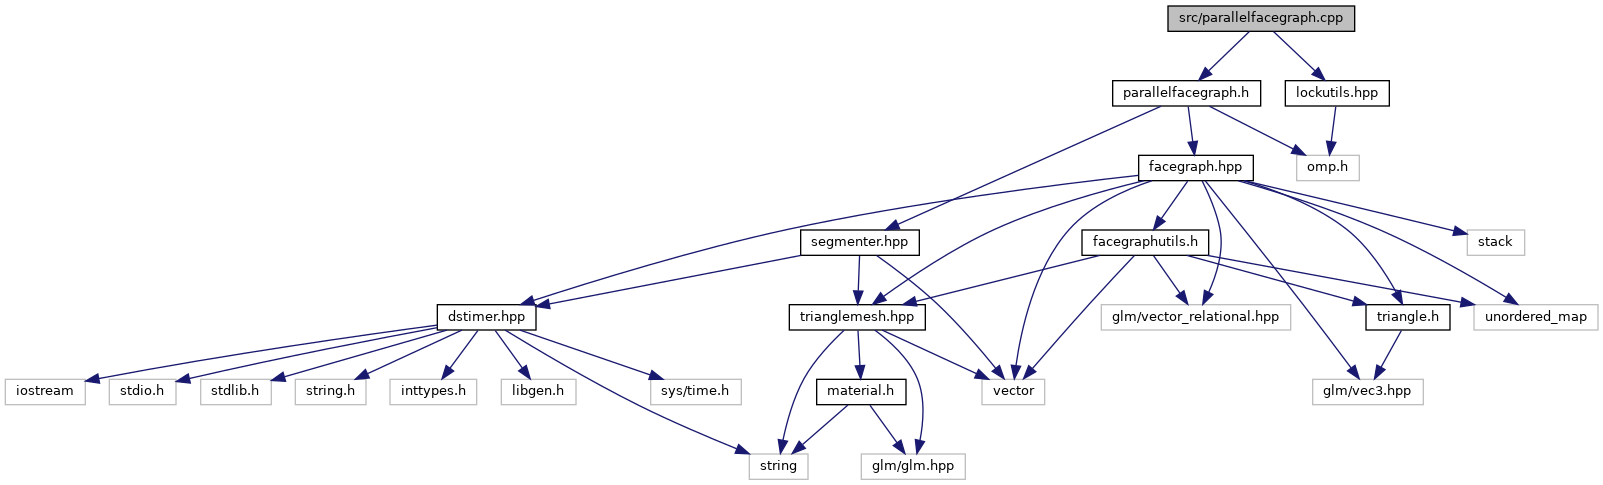 src/parallelfacegraph.cpp
parallelfacegraph.h
lockutils.hpp
facegraph.hpp
omp.h
segmenter.hpp
facegraphutils.h
stack
dstimer.hpp
trianglemesh.hpp
glm/vector_relational.hpp
triangle.h
unordered_map
iostream
stdio.h
stdlib.h
string.h
inttypes.h
libgen.h
sys/time.h
material.h
vector
glm/vec3.hpp
string
glm/glm.hpp